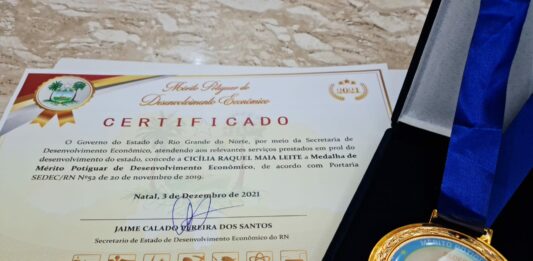 Mérito Potiguar de
Desenvolvimento Econômico
2021
CERTIFICADO
O Governo do Estado do Rio Grande do Norte, por meio da Secretaria de
Desenvolvimento Econômico, atendendo aos relevantes serviços prestados em prol do
desenvolvimento do estado, concede a CICÍLIA RAQUEL MAIA LEITE a Medalha de
Mérito Potiguar de Desenvolvimento Econômico, de acordo com Portaria
SEDEC/RN Nº52 de 20 de novembro de 2019.
Natal, 3 de Dezembro de 2021
JAIME CALADO PEREIRA DOS SANTOS
Secretario de Estado de Desenvolvimento Econômico do RN
MÉRITO